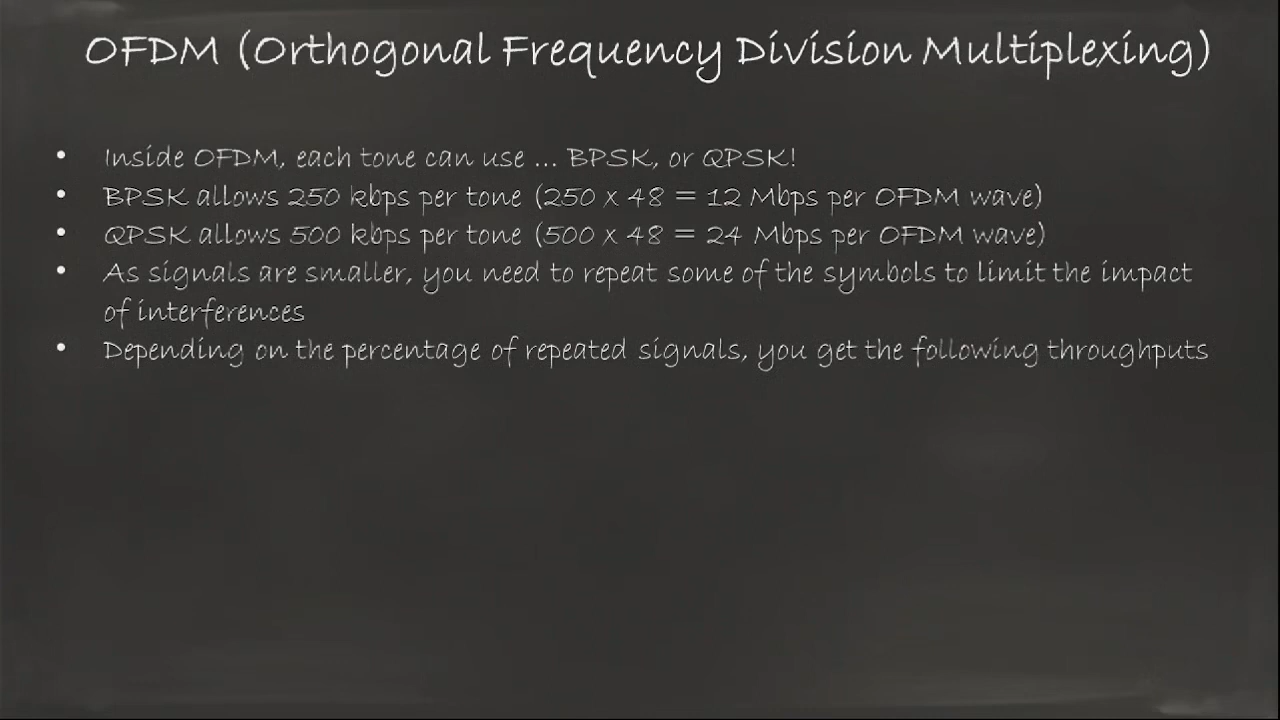 OFDM (Orthogonal Frequency Division Multiplexing)
• Inside OFDM, each tone can use ... BPSK, or QPSK!
• BPSK allows 250 kbps per tone (250 x 48 = 12 Mbps per OFDM wave)
• QPSK allows 500 kbps per tone (500 x 48 = 24 Mbps per OFDM wave)
• As signals are smaller, you need to repeat some of the symbols to limit the impact
of interferences
• Depending on the percentage of repeated signals, you get the following throughputs